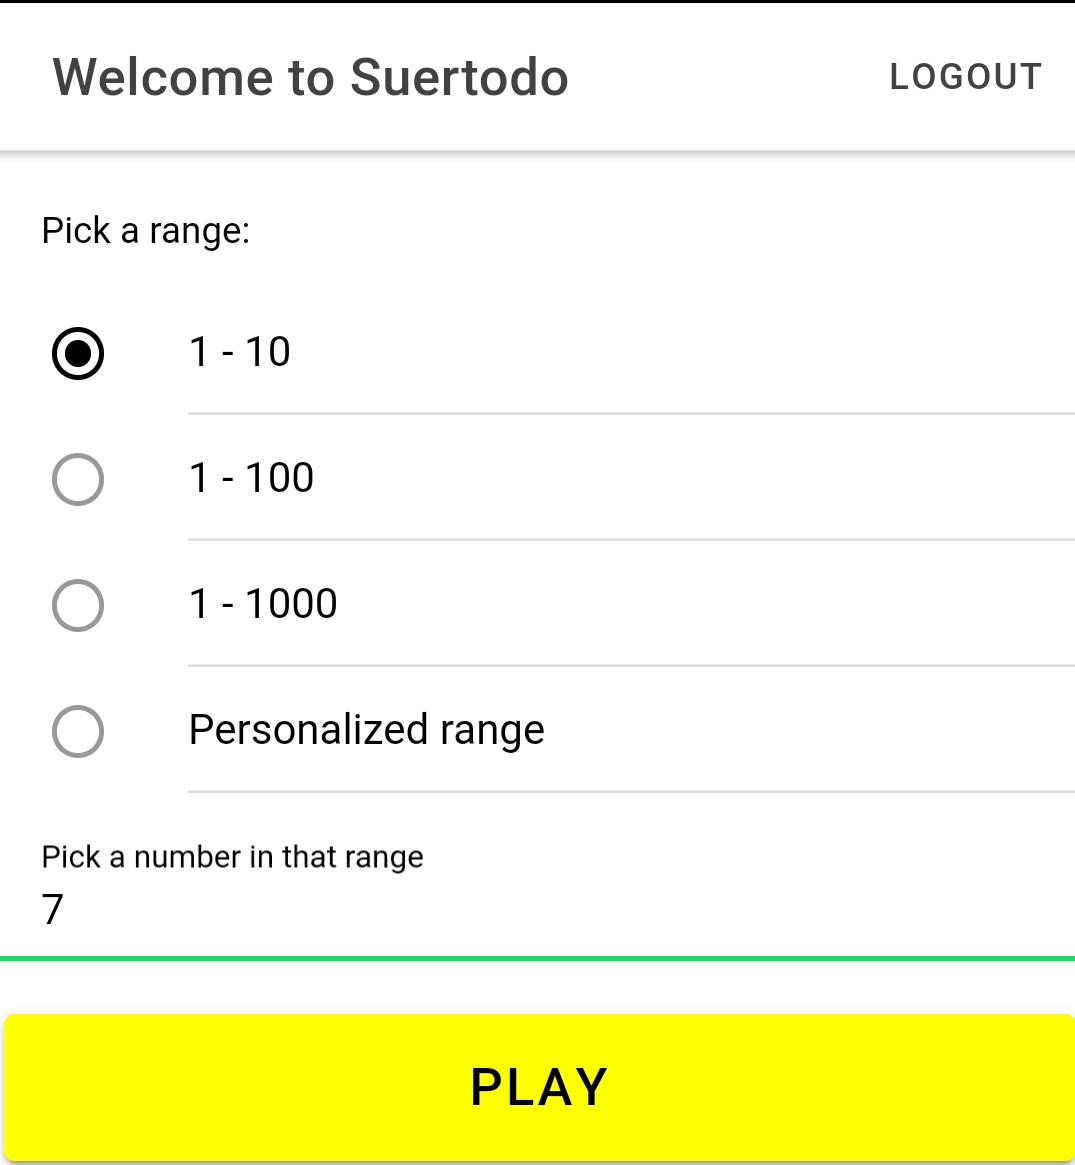 Welcome to Suertodo LOGOUT
Pick a range:
1 - 10
1 - 100
1 - 1000
Personalized range
Pick a number in that range
7
PLAY